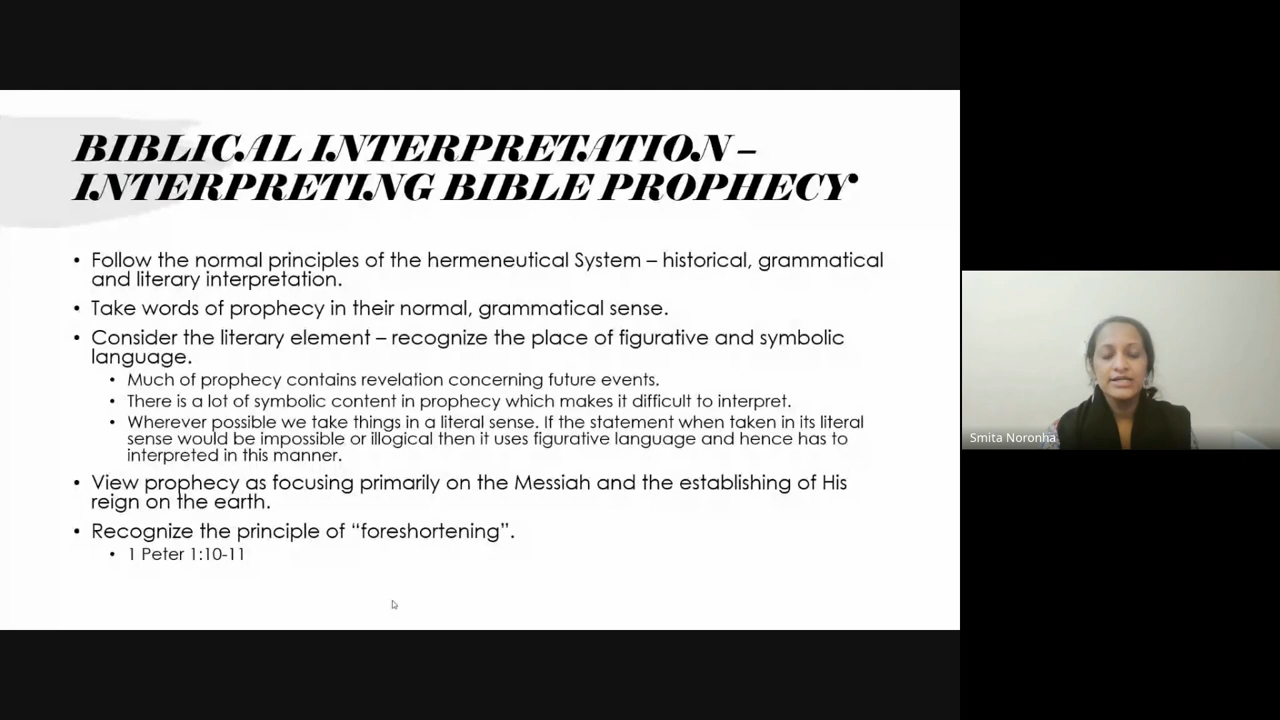 BIBLICAL INTERPRETATION –
INTERPRETING BIBLE PROPHECY
• Follow the normal principles of the hermeneutical System – historical, grammatical
and literary interpretation.
• Take words of prophecy in their normal, grammatical sense.
• Consider the literary element – recognize the place of figurative and symbolic
language.
• Much of prophecy contains revelation concerning future events.
• There is a lot of symbolic content in prophecy which makes it difficult to interpret.
• Wherever possible we take things in a literal sense. If the statement when taken in its literal
sense would be impossible or illogical then it uses figurative language and hence has to
interpreted in this manner.
• View prophecy as focusing primarily on the Messiah and the establishing of His
reign on the earth.
• Recognize the principle of “foreshortening”.
• 1 Peter 1:10-11
Smita Noronha